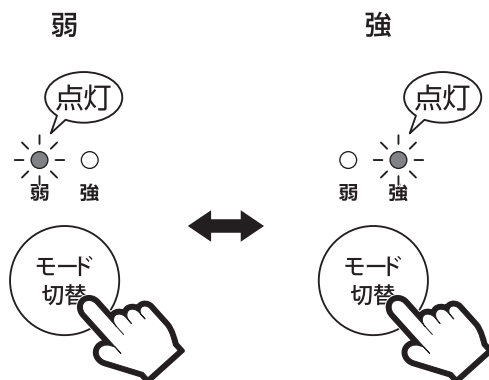 弱 強
点灯 点灯
弱 強 弱 強
モード モード
切替 切替